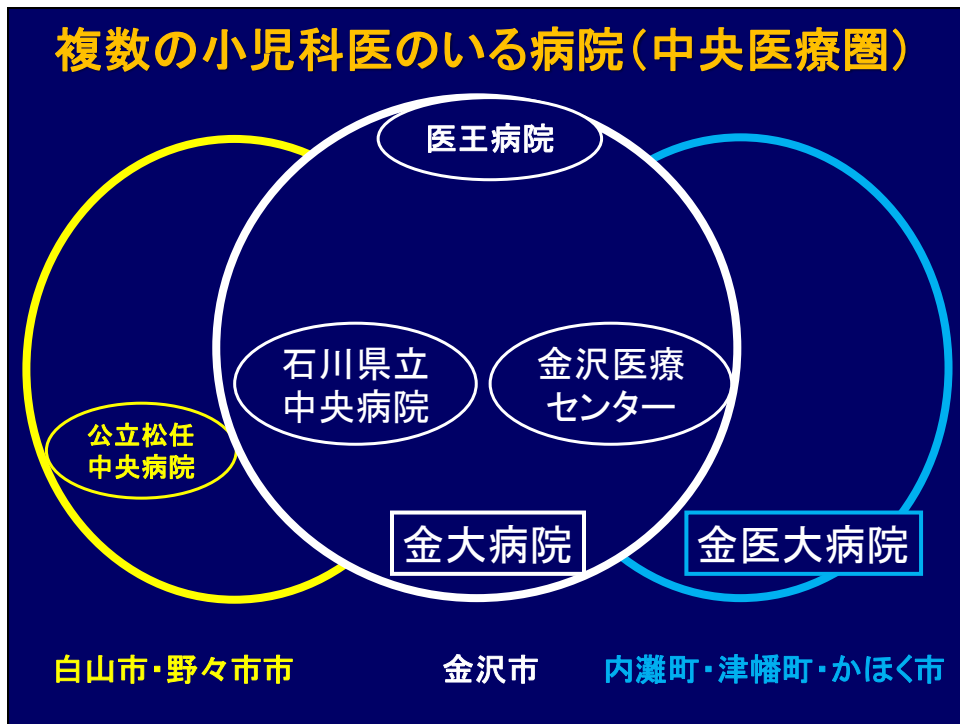 複数の小児科医のいる病院(中央医療圏)
医王病院
石川県立
中央病院
金沢医療
センター
公立松任
中央病院
金大病院
金医大病院
白山市・野々市市
金沢市
内灘町・津幡町・かほく市